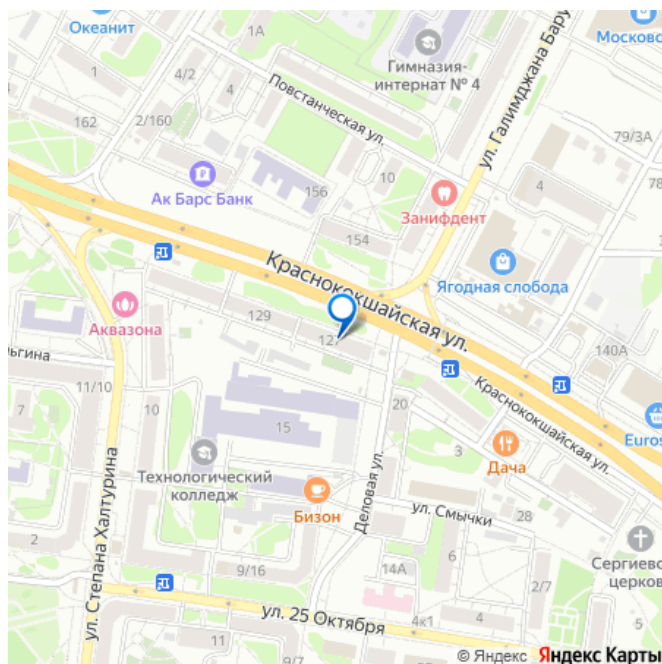 Океанит
1А
Московс
1
4/2
4
Гимназия-
интернат № 4
162
2/160
Повстанческая ул.
ул. Галимджана Бару
79/3А
78
10
4
156
Ак Барс Банк
Занифдент
154
Краснококшайская ул.
Ягодная слобода
Аквазона
129
140А
ьгина
11/10
7
10
20
Краснококшайская ул.
Euros
15
3
Технологический
колледж
Дача
Бизон
Деловая ул.
ул. Смычки
28
ул. Степана Халтурина
2
9/16
6
14А
2/7
Сергиевс
церков
ул. 25 Октября
4к1
4
11
11
9/7
8
© Яндекс Яндекс Карты